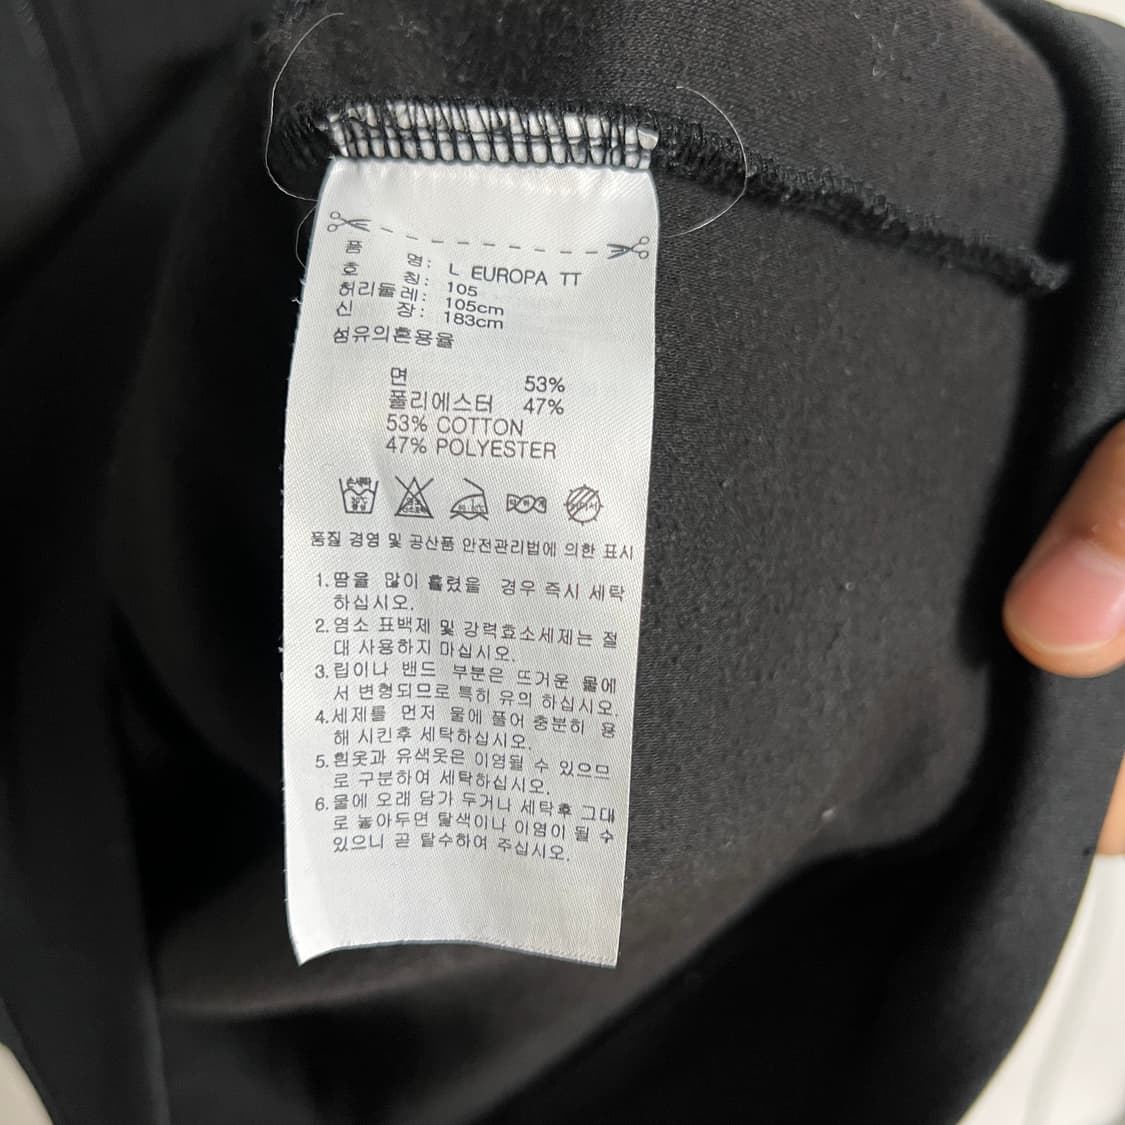 품 명: L EUROPA TT
호 칭: 105
허리둘레: 105cm
신 장: 183cm
섬유의혼용율
면 53%
폴리에스터 47%
53% COTTON
47% POLYESTER
품질 경영 및 공산품 안전관리법에 의한 표시
1.땀을 많이 흘렸을 경우 즉시 세탁
하십시오.
2.염소 표백제 및 강력효소세제는 절
대 사용하지 마십시오.
3.립이나 밴드 부분은 뜨거운 물에
서 변형되므로 특히 유의 하십시오.
4.세제를 먼저 물에 풀어 충분히 용
해 시킨후 세탁하십시오.
5.흰옷과 유색옷은 이염될 수 있으므
로 구분하여 세탁하십시오.
6.물에 오래 담가 두거나 세탁후 그대
로 놓아두면 탈색이나 이염이 될 수
있으니 곧 탈수하여 주십시오.